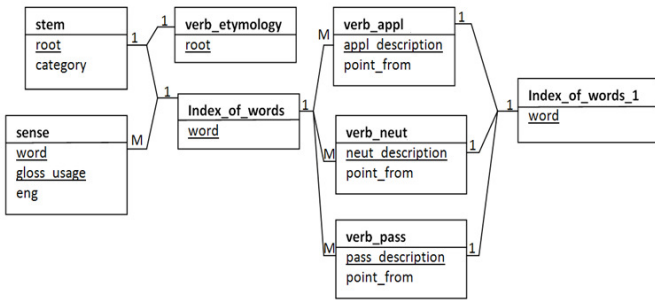 stem
root
category
1
1
verb_etymology
root
1
Index_of_words
word
1
sense
word
gloss_usage
eng
M
M
verb_appl
appl_description
point_from
1
M
verb_neut
neut_description
point_from
1
M
verb_pass
pass_description
point_from
1
1
Index_of_words_1
word